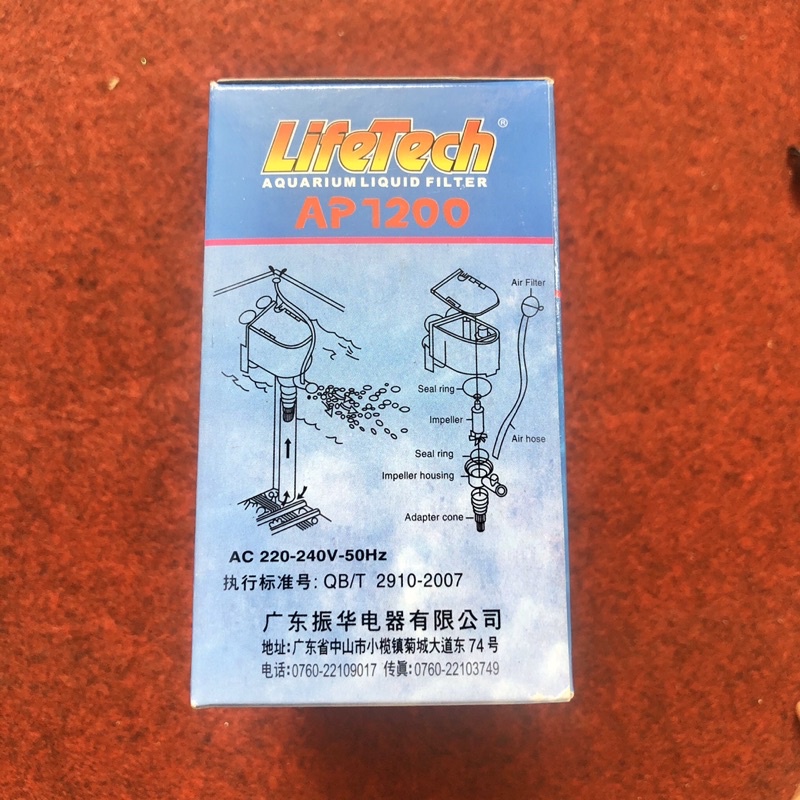 LifeTech®
AQUARIUM LIQUID FILTER
AP1200
Air Filter
Seal ring
Impeller
Air hose
Seal ring
Impeller housing
Adapter cone
AC 220-240V-50Hz
执行标准号: QB/T 2910-2007
广东振华电器有限公司
地址:广东省中山市小榄镇菊城大道东74号
电话:0760-22109017 传真:0760-22103749